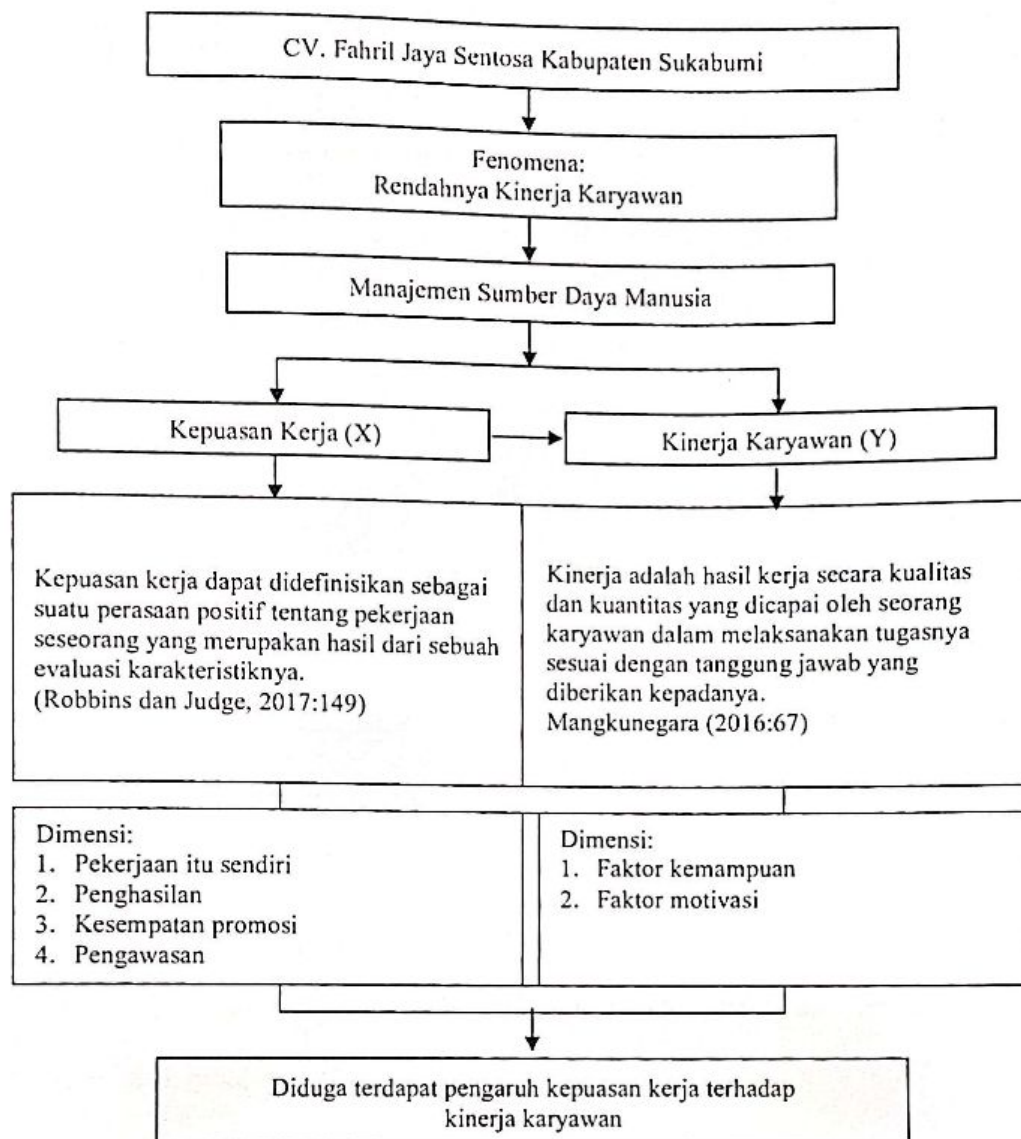 CV. Fahril Jaya Sentosa Kabupaten Sukabumi
Fenomena:
Rendahnya Kinerja Karyawan
Manajemen Sumber Daya Manusia
Kepuasan Kerja (X)
Kinerja Karyawan (Y)
Kepuasan kerja dapat didefinisikan sebagai
suatu perasaan positif tentang pekerjaan
seseorang yang merupakan hasil dari sebuah
evaluasi karakteristiknya.
(Robbins dan Judge, 2017:149)
Kinerja adalah hasil kerja secara kualitas
dan kuantitas yang dicapai oleh seorang
karyawan dalam melaksanakan tugasnya
sesuai dengan tanggung jawab yang
diberikan kepadanya.
Mangkunegara (2016:67)
Dimensi:
1. Pekerjaan itu sendiri
2. Penghasilan
3. Kesempatan promosi
4. Pengawasan
Dimensi:
1. Faktor kemampuan
2. Faktor motivasi
Diduga terdapat pengaruh kepuasan kerja terhadap
kinerja karyawan